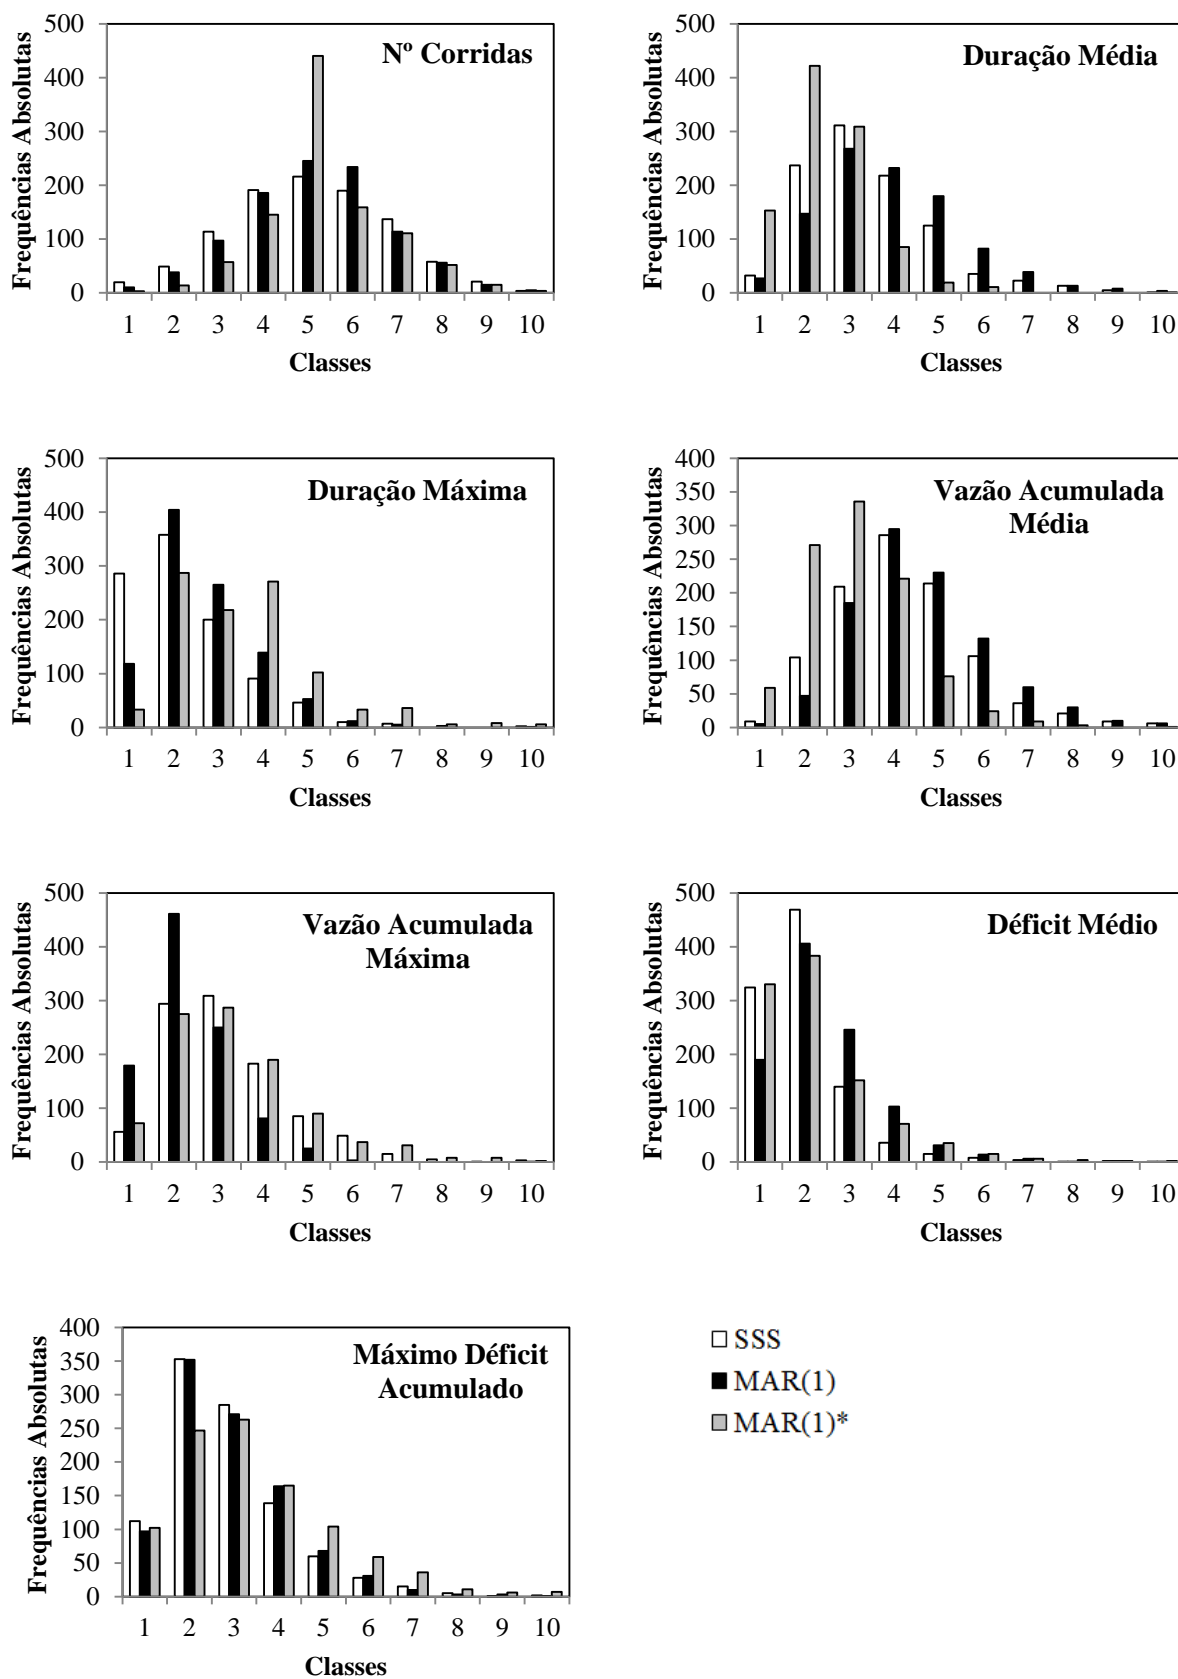 Nº Corridas
Frequências Absolutas
500
400
300
200
100
0
1 2 3 4 5 6 7 8 9 10
Classes
Duração Média
Frequências Absolutas
500
400
300
200
100
0
1 2 3 4 5 6 7 8 9 10
Classes
Duração Máxima
Frequências Absolutas
500
400
300
200
100
0
1 2 3 4 5 6 7 8 9 10
Classes
Vazão Acumulada
Média
Frequências Absolutas
400
350
300
250
200
150
100
50
0
1 2 3 4 5 6 7 8 9 10
Classes
Vazão Acumulada
Máxima
Frequências Absolutas
500
400
300
200
100
0
1 2 3 4 5 6 7 8 9 10
Classes
Déficit Médio
Frequências Absolutas
500
400
300
200
100
0
1 2 3 4 5 6 7 8 9 10
Classes
Máximo Déficit
Acumulado
Frequências Absolutas
400
350
300
250
200
150
100
50
0
1 2 3 4 5 6 7 8 9 10
Classes
SSS
MAR(1)
MAR(1)*